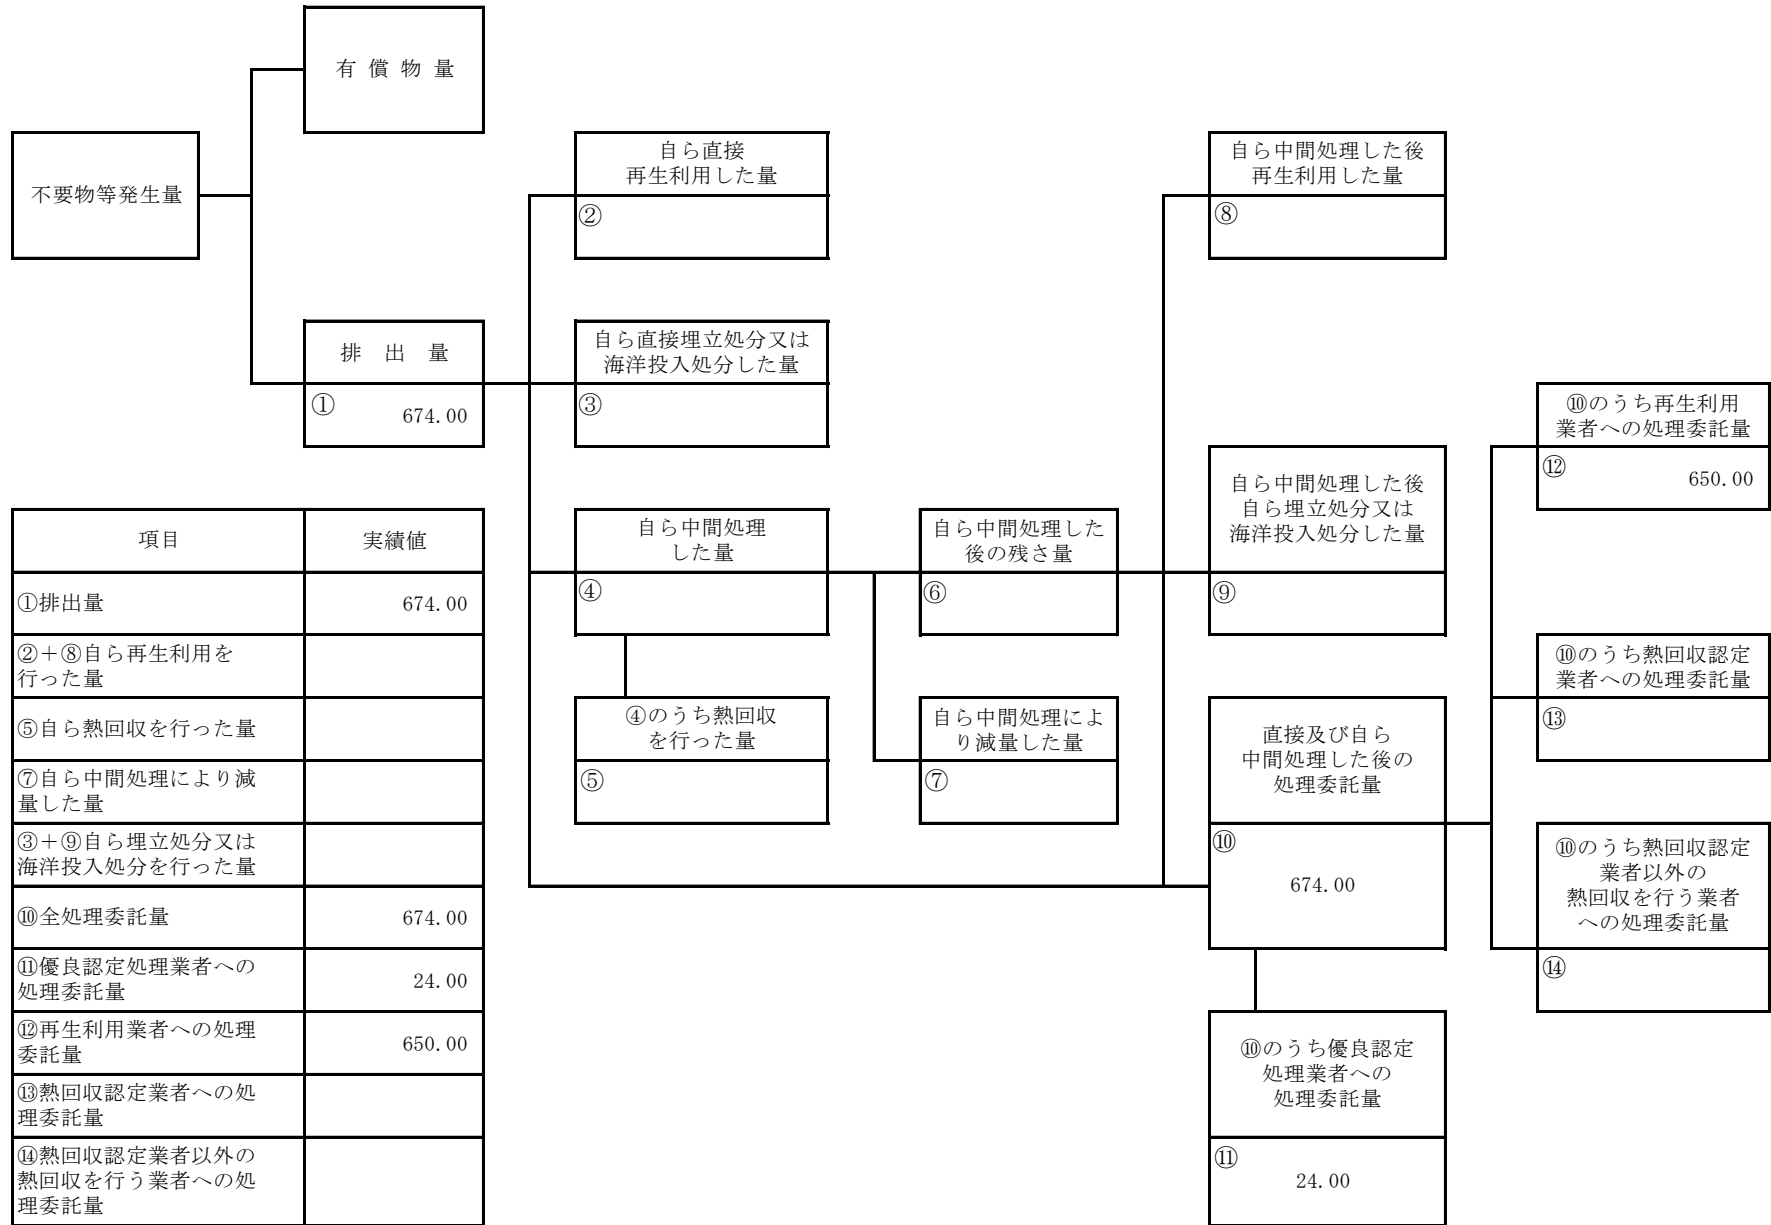 有償物量
不要物等発生量
自ら直接
再生利用した量
②
自ら中間処理した後
再生利用した量
⑧
排出量
① 674.00
自ら直接埋立処分又は
海洋投入処分した量
③
⑩のうち再生利用
業者への処理委託量
⑫ 650.00
自ら中間処理
した量
④
自ら中間処理した
後の残さ量
⑥
自ら中間処理した後
自ら埋立処分又は
海洋投入処分した量
⑨
⑩のうち熱回収認定
業者への処理委託量
⑬
④のうち熱回収
を行った量
⑤
自ら中間処理によ
り減量した量
⑦
直接及び自ら
中間処理した後の
処理委託量
⑩
674.00
⑩のうち熱回収認定
業者以外の
熱回収を行う業者
への処理委託量
⑭
⑩のうち優良認定
処理業者への
処理委託量
⑪
24.00
項目 実績値
①排出量 674.00
②+⑧自ら再生利用を
行った量
⑤自ら熱回収を行った量
⑦自ら中間処理により減
量した量
③+⑨自ら埋立処分又は
海洋投入処分を行った量
⑩全処理委託量 674.00
⑪優良認定処理業者への
処理委託量 24.00
⑫再生利用業者への処理
委託量 650.00
⑬熱回収認定業者への処
理委託量
⑭熱回収認定業者以外の
熱回収を行う業者への処
理委託量